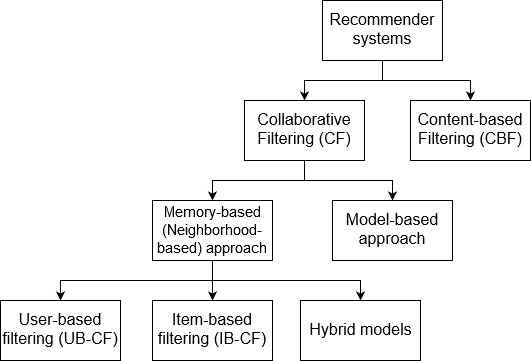 Recommender
systems
Collaborative
Filtering (CF)
Content-based
Filtering (CBF)
Memory-based
(Neighborhood-
based) approach
Model-based
approach
User-based
filtering (UB-CF)
Item-based
filtering (IB-CF)
Hybrid models